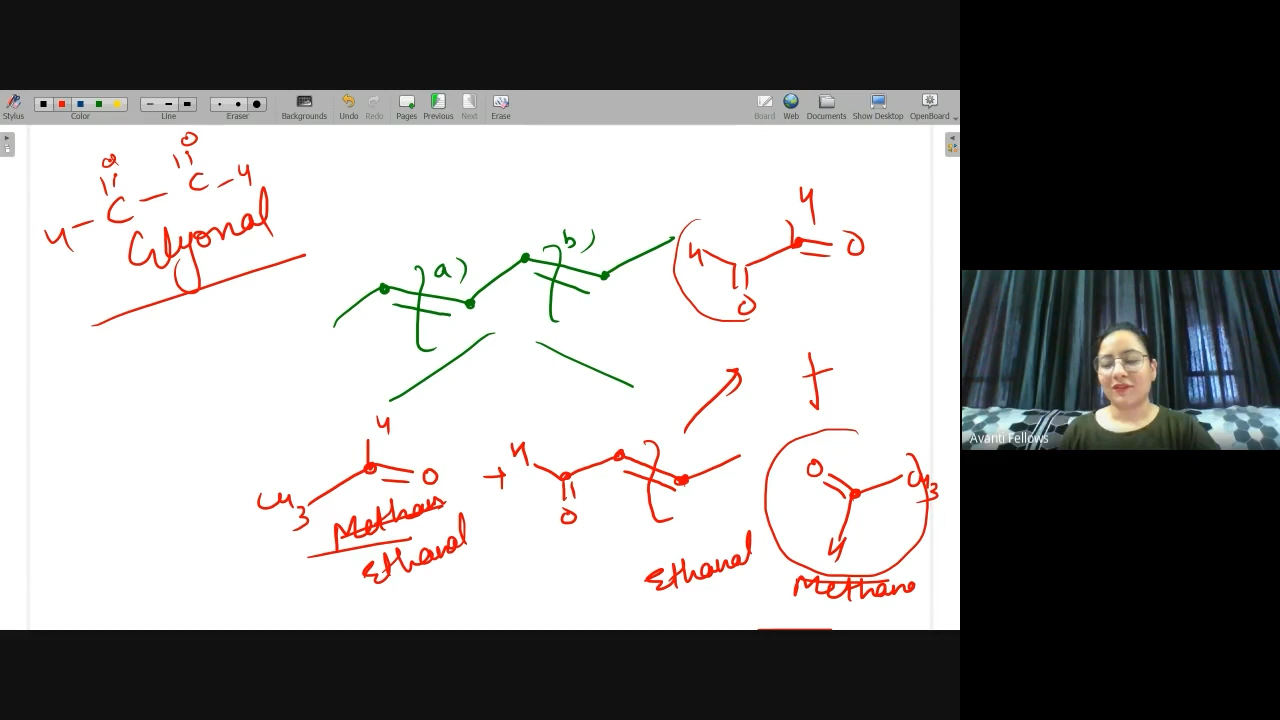 Stylus
Color
Line
Eraser
Backgrounds
Undo
Redo
Pages
Previous
Next
Erase
Board
Web
Documents
Show Desktop
OpenBoard
O O
H C C H
Glyonal
a)
b)
H
H
O
O
H
CH3
O
Methan
Ethanal
+
H
O
Ethanal
+
O
CH3
H
Methane
Avanti Fellows